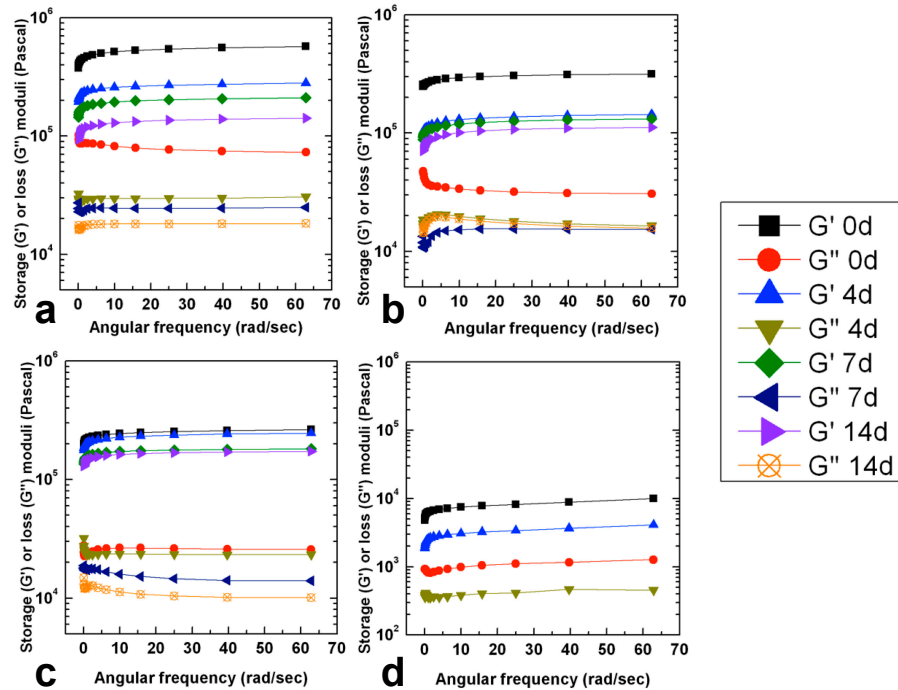 10^6
10^5
10^4
0 10 20 30 40 50 60 70
Storage (G') or loss (G'') moduli (Pascal)
Angular frequency (rad/sec)
a
10^6
10^5
10^4
0 10 20 30 40 50 60 70
Storage (G') or loss (G'') moduli (Pascal)
Angular frequency (rad/sec)
b
10^6
10^5
10^4
0 10 20 30 40 50 60 70
Storage (G') or loss (G'') moduli (Pascal)
Angular frequency (rad/sec)
c
10^6
10^5
10^4
10^3
10^2
0 10 20 30 40 50 60 70
Storage (G') or loss (G'') moduli (Pascal)
Angular frequency (rad/sec)
d
G' 0d
G'' 0d
G' 4d
G'' 4d
G' 7d
G'' 7d
G' 14d
G'' 14d